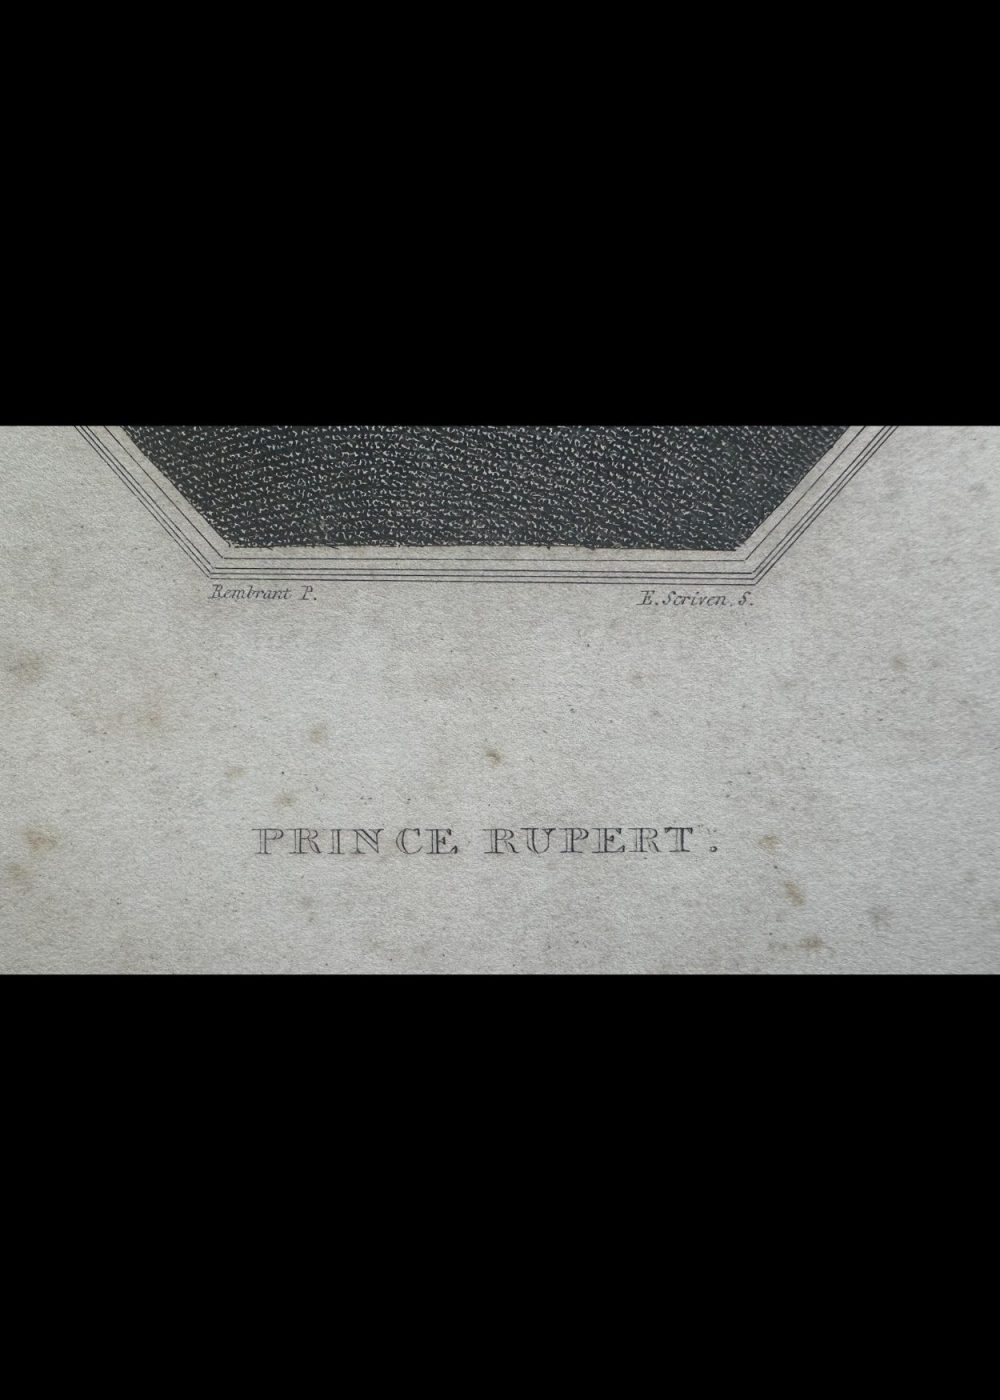 Rembrant P.
E. Scriven, S.
PRINCE RUPERT.